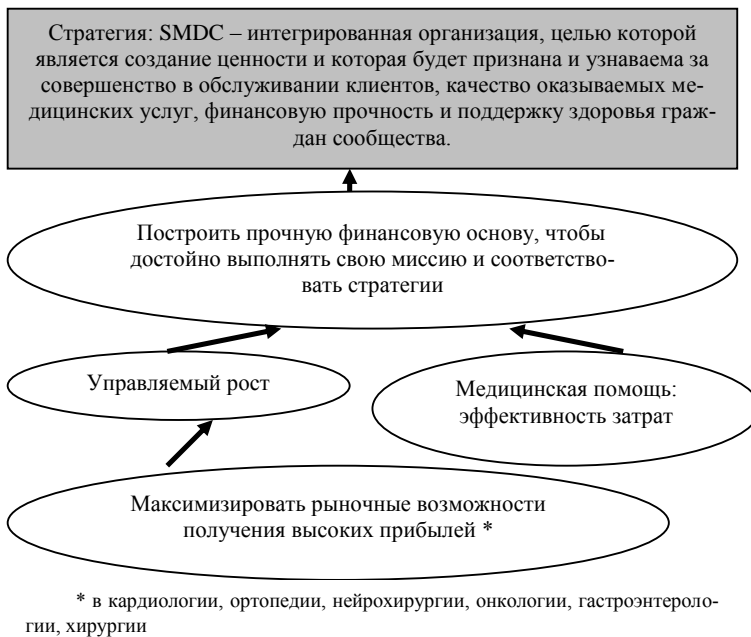 Стратегия: SMDC – интегрированная организация, целью которой
является создание ценности и которая будет признана и узнаваема за
совершенство в обслуживании клиентов, качество оказываемых ме-
дицинских услуг, финансовую прочность и поддержку здоровья граж-
дан сообщества.
Построить прочную финансовую основу, чтобы
достойно выполнять свою миссию и соответство-
вать стратегии
Управляемый рост
Медицинская помощь:
эффективность затрат
Максимизировать рыночные возможности
получения высоких прибылей *
* в кардиологии, ортопедии, нейрохирургии, онкологии, гастроэнтероло-
гии, хирургии